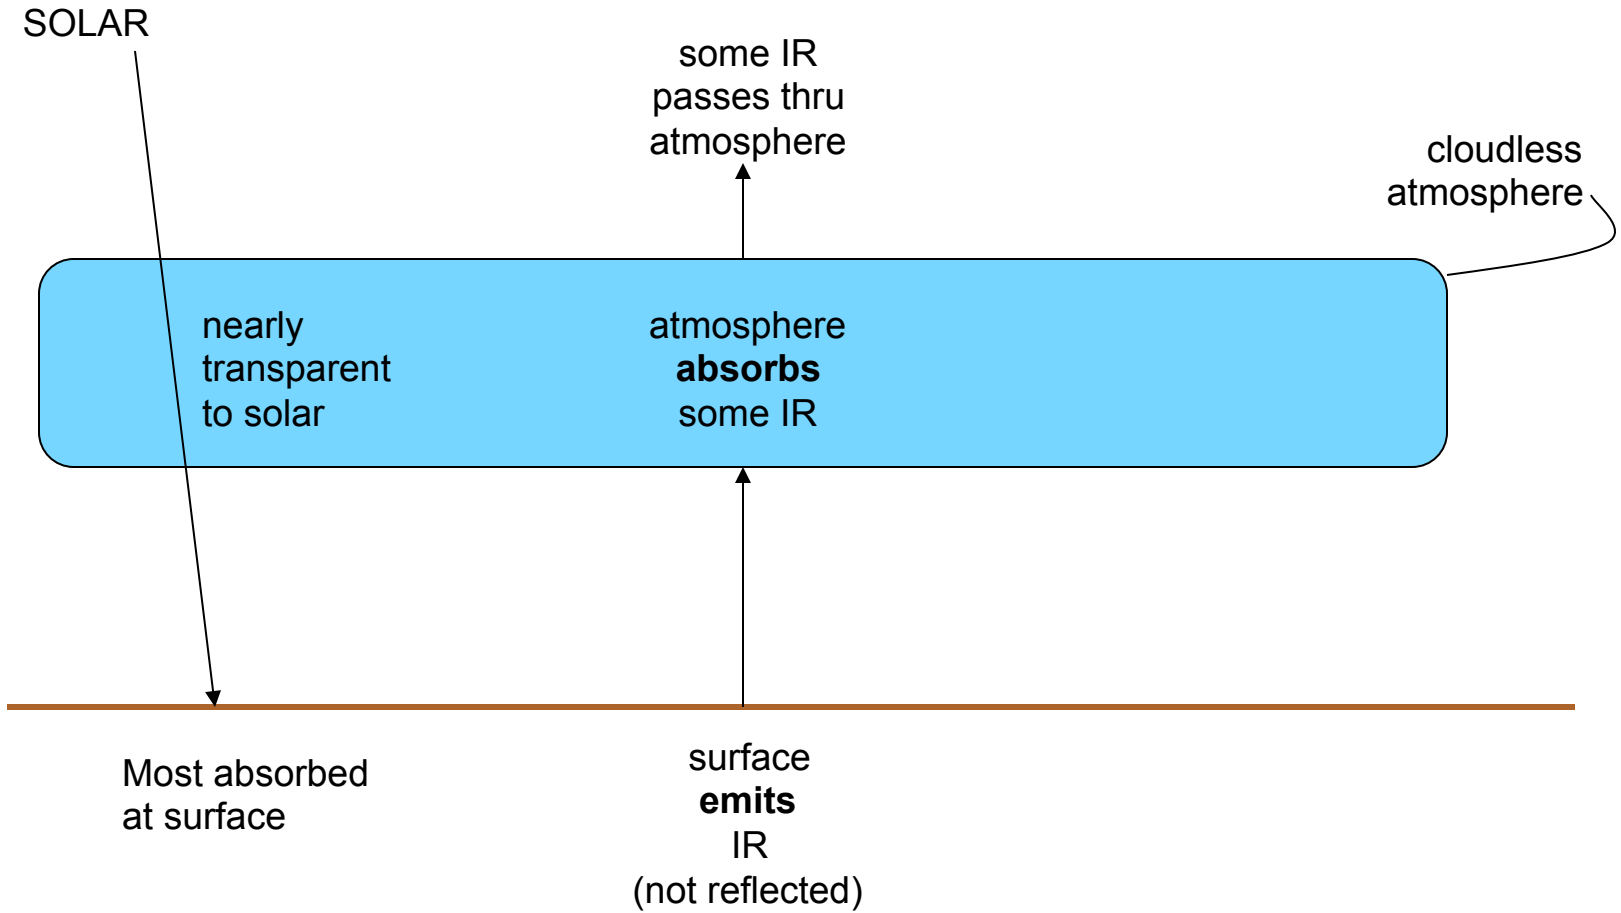 SOLAR
some IR
passes thru
atmosphere
cloudless
atmosphere
nearly
transparent
to solar
atmosphere
absorbs
some IR
Most absorbed
at surface
surface
emits
IR
(not reflected)